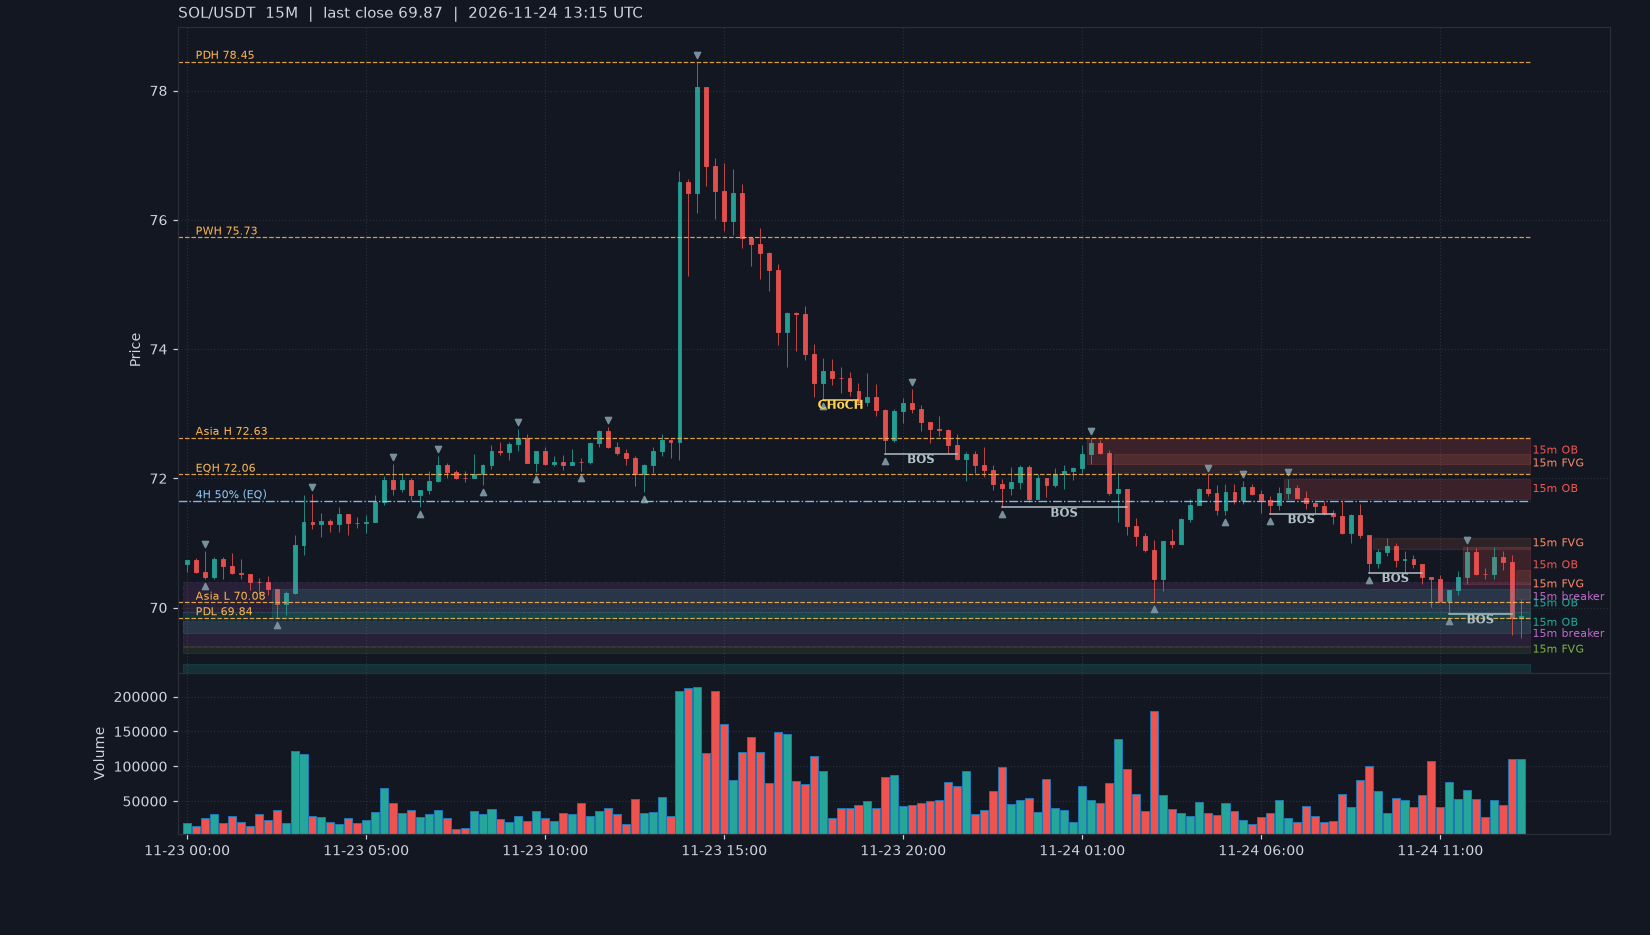 SOL/USDT  15M  |  last close 69.87  |  2026-11-24 13:15 UTC
PDH 78.45
78
76
PWH 75.73
Price
74
CHoCH
Asia H 72.63
15m OB
BOS
15m FVG
EQH 72.06
72
15m OB
4H 50% (EQ)
BOS
BOS
15m FVG
15m OB
BOS
15m FVG
Asia L 70.08
15m breaker
70
15m OB
PDL 69.84
BOS
15m OB
15m breaker
15m FVG
Volume
200000
150000
100000
50000
11-23 00:00
11-23 05:00
11-23 10:00
11-23 15:00
11-23 20:00
11-24 01:00
11-24 06:00
11-24 11:00